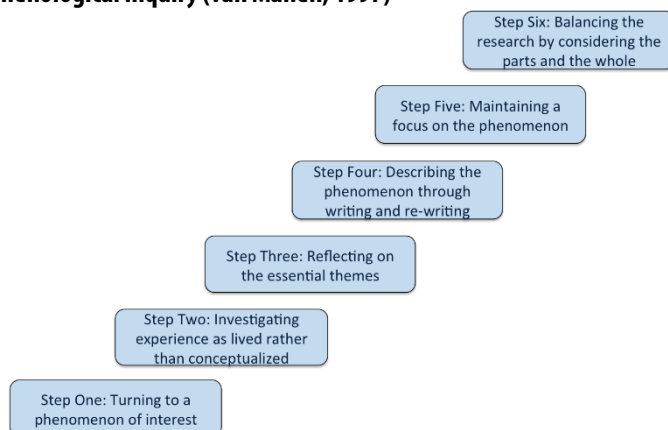 nenological Inquiry (van Manen, 1997)
Step Six: Balancing the
research by considering the
parts and the whole
Step Five: Maintaining a
focus on the phenomenon
Step Four: Describing the
phenomenon through
writing and re-writing
Step Three: Reflecting on
the essential themes
Step Two: Investigating
experience as lived rather
than conceptualized
Step One: Turning to a
phenomenon of interest